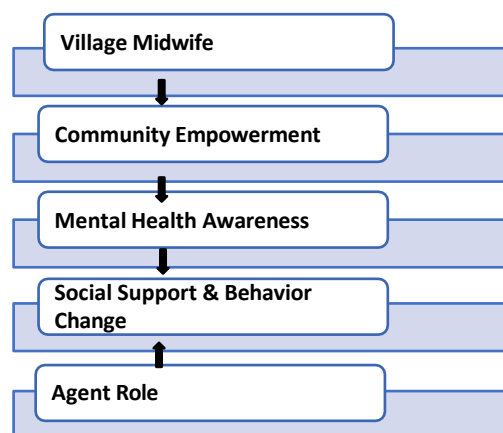 Village Midwife
Community Empowerment
Mental Health Awareness
Social Support & Behavior
Change
Agent Role